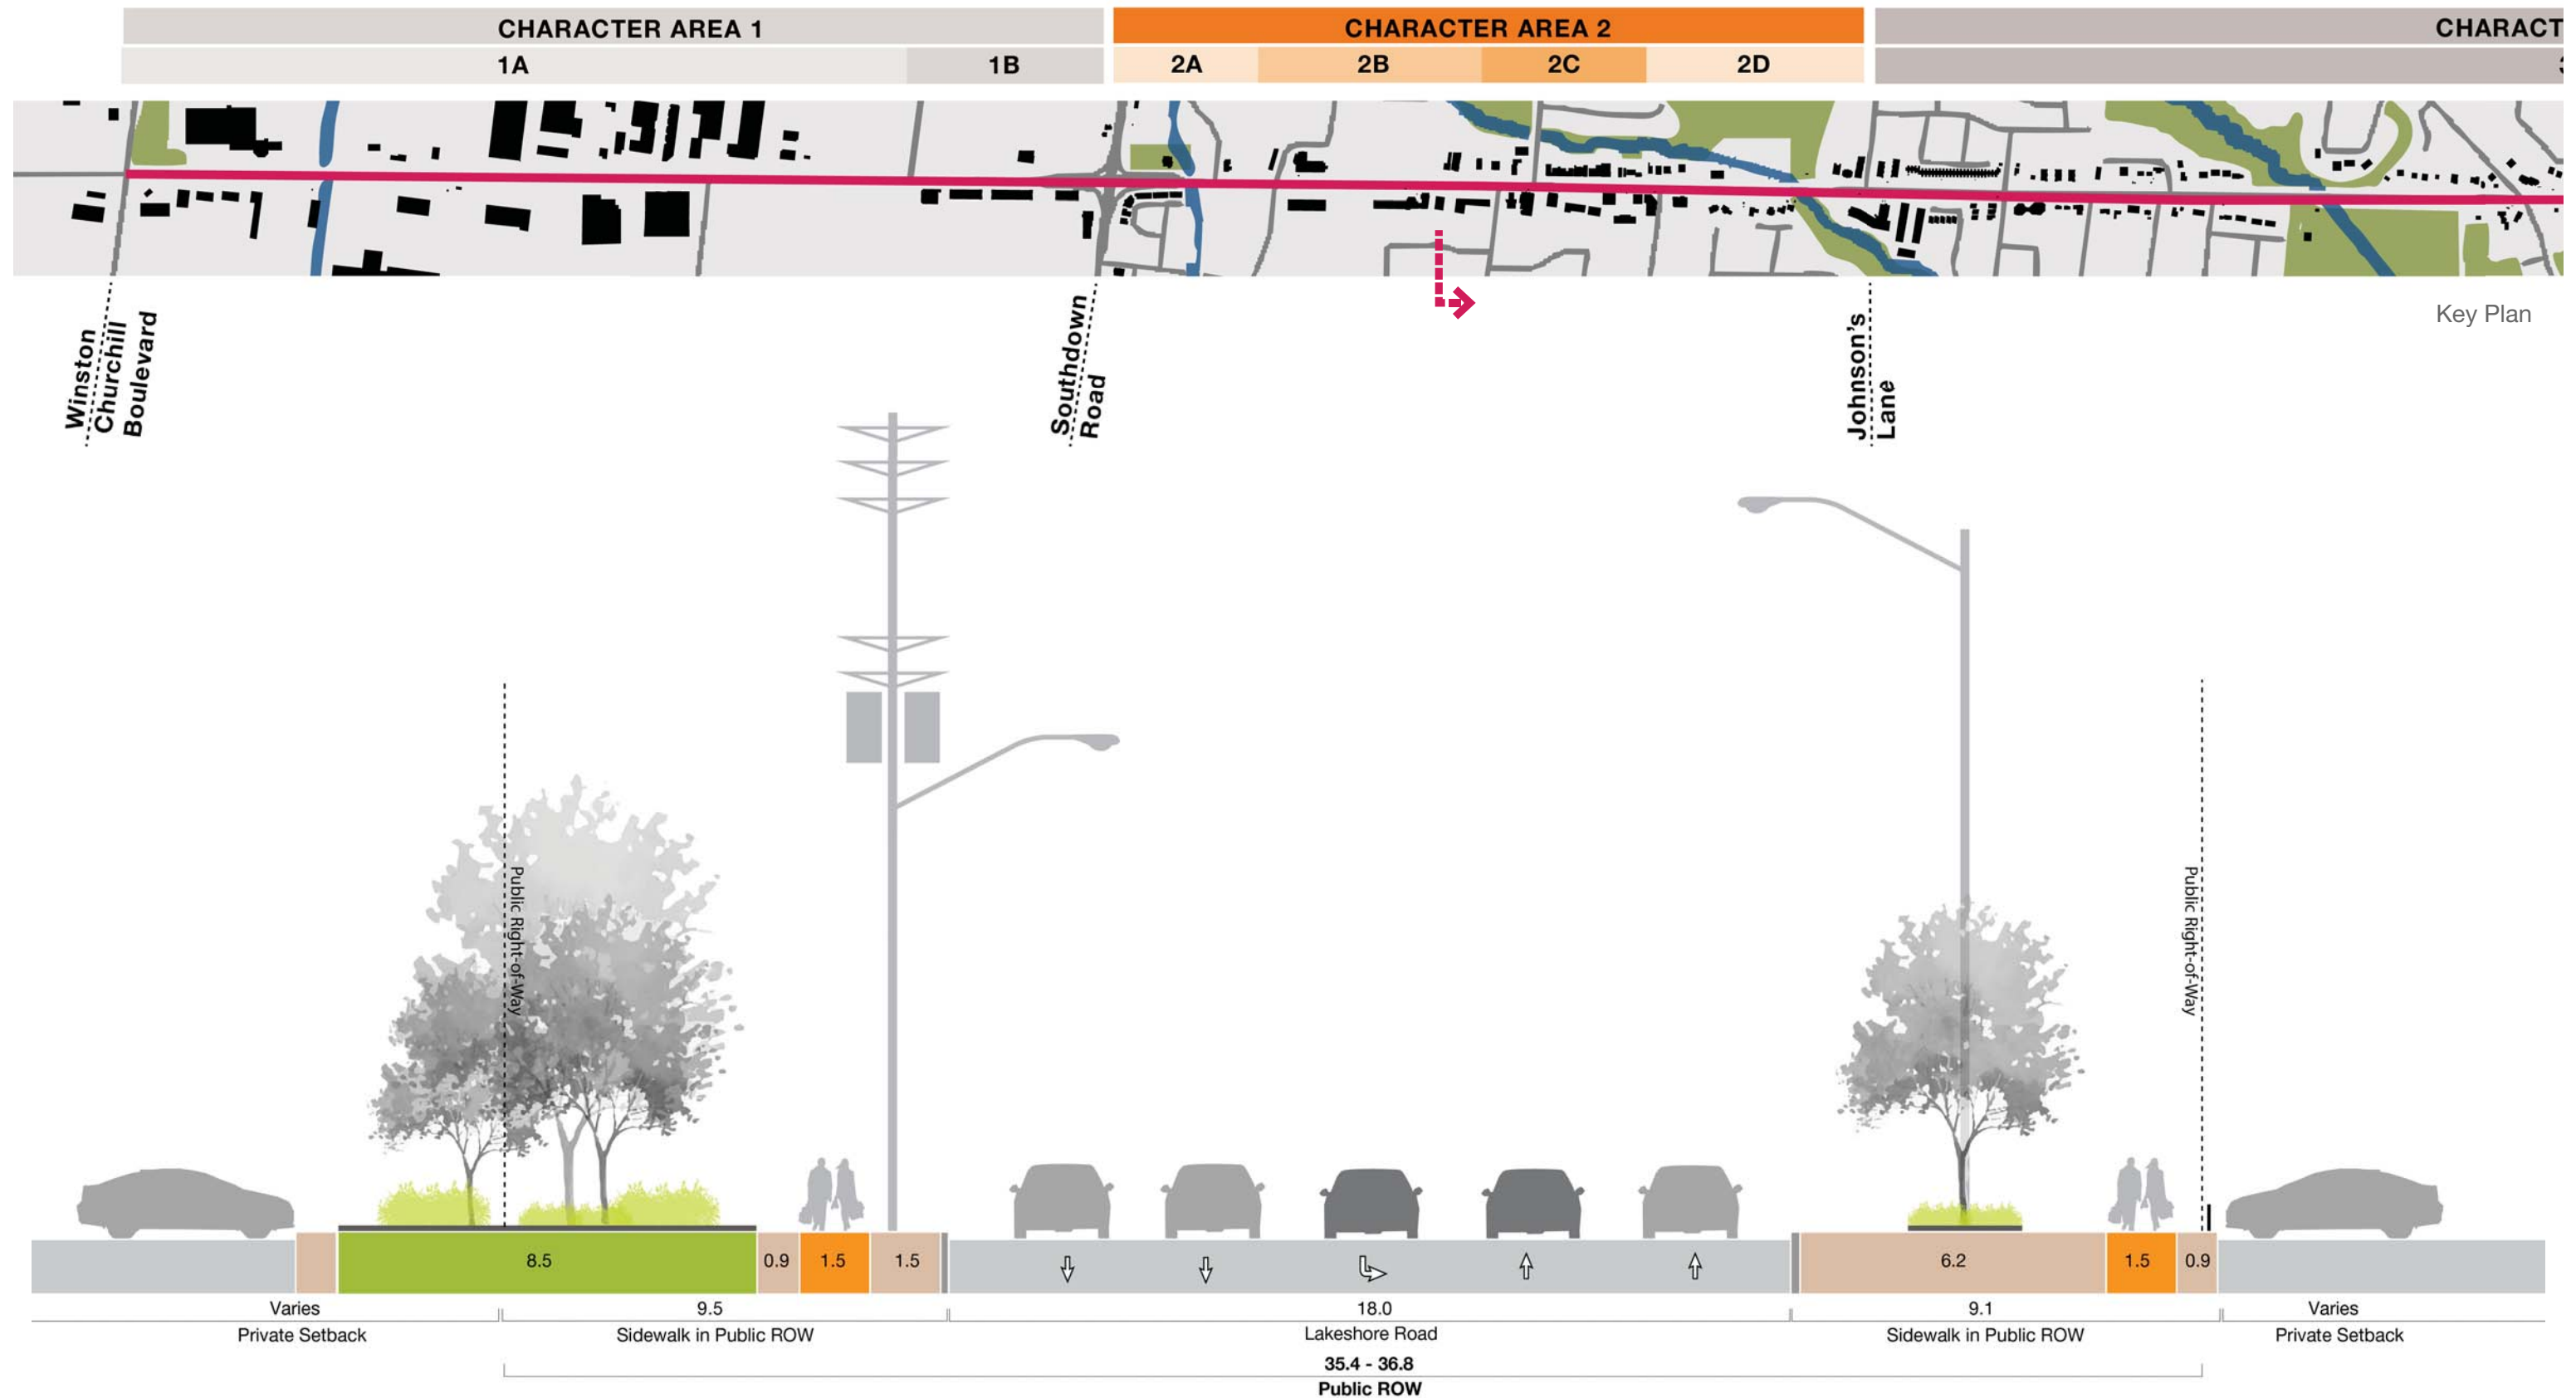 CHARACTER AREA 1
CHARACTER AREA 2
CHARACT
1A
1B
2A
2B
2C
2D
Key Plan
Winston
Churchill
Boulevard
Southdown
Road
Johnson's
Lane
Public Right-of-Way
Public Right-of-Way
8.5
0.9
1.5
1.5
6.2
1.5
0.9
Varies
9.5
18.0
9.1
Varies
Private Setback
Sidewalk in Public ROW
Lakeshore Road
Sidewalk in Public ROW
Private Setback
35.4 - 36.8
Public ROW